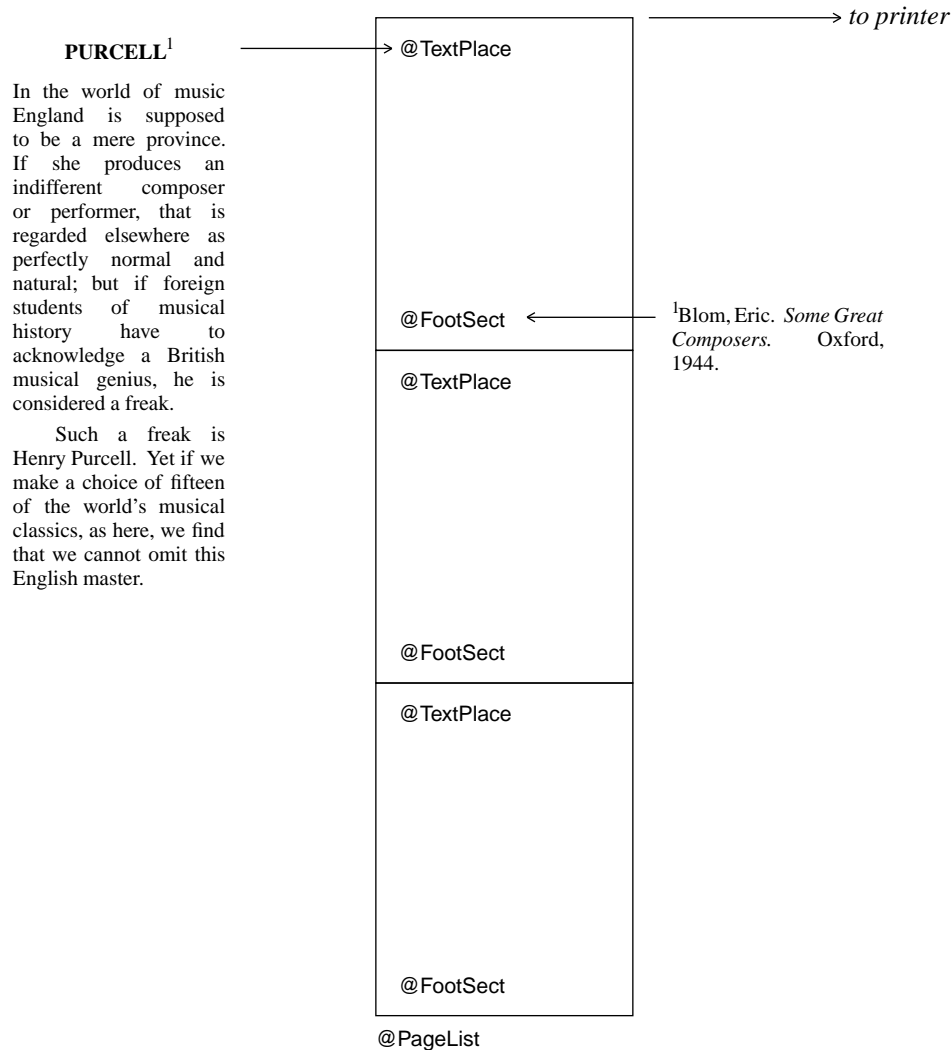 to printer
PURCELL1
In the world of music
England is supposed
to be a mere province.
If she produces an
indifferent composer
or performer, that is
regarded elsewhere as
perfectly normal and
natural; but if foreign
students of musical
history have to
acknowledge a British
musical genius, he is
considered a freak.
Such a freak is
Henry Purcell. Yet if we
make a choice of fifteen
of the world's musical
classics, as here, we find
that we cannot omit this
English master.
@TextPlace
@FootSect
1Blom, Eric. Some Great
Composers. Oxford,
1944.
@TextPlace
@FootSect
@TextPlace
@FootSect
@PageList